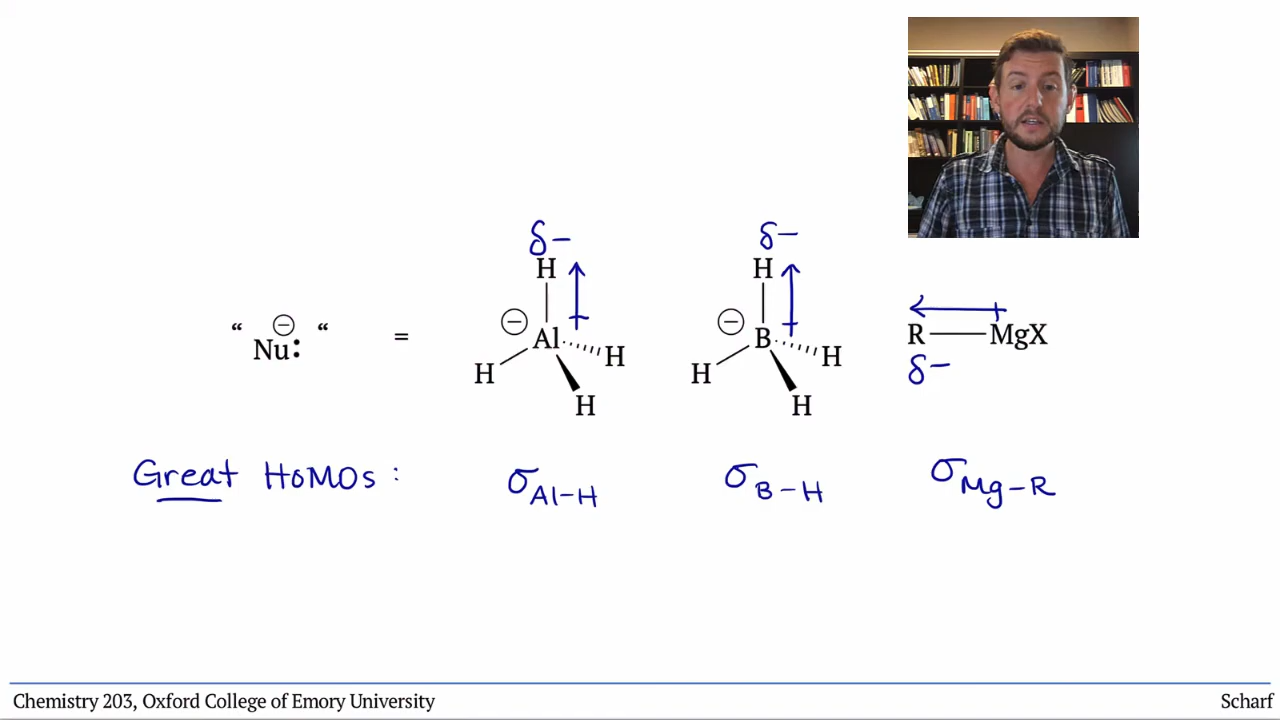 δ− δ−
H H
“ Nu:⊖ “ = ⊖ Al H H H ⊖ B H H H R—MgX
δ−
Great HOMOs: σAl-H σB-H σMg-R
Chemistry 203, Oxford College of Emory University Scharf